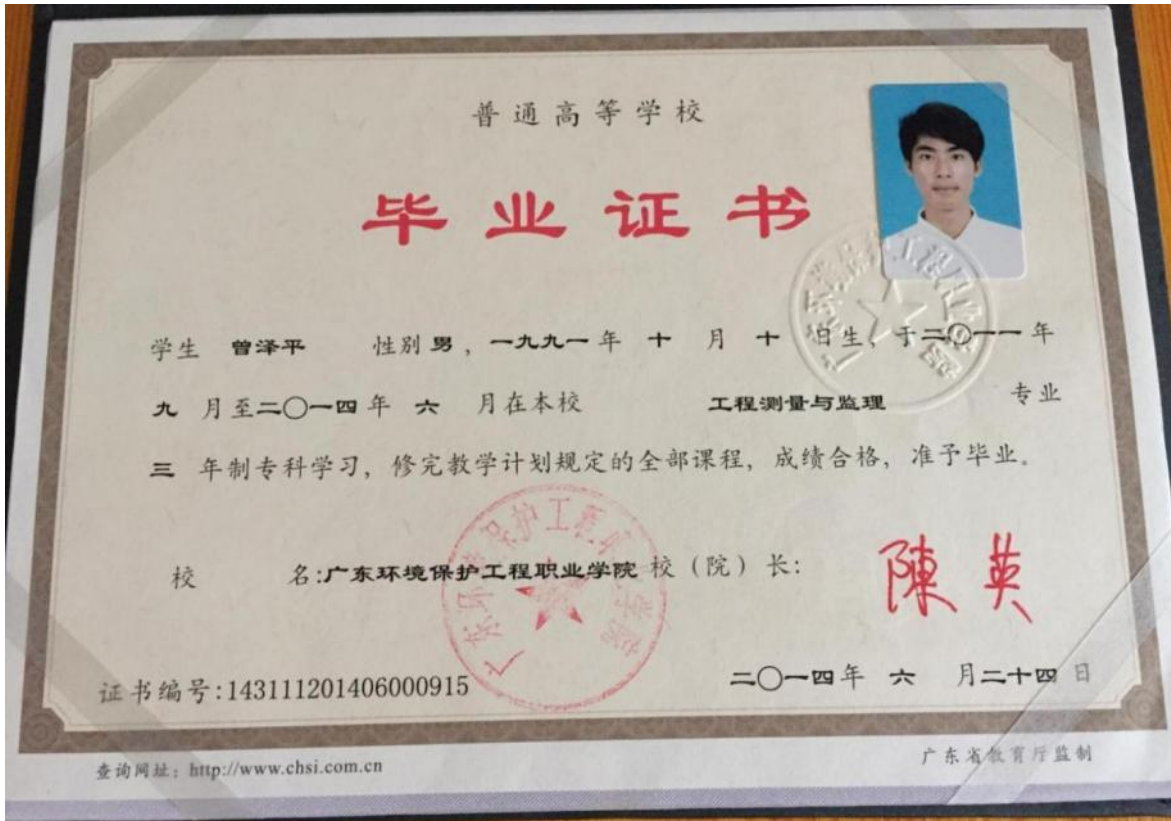 普通高等学校
毕业证书
学生 曾泽平 性别 男，一九九一年 十 月 十 日生，于二〇一一年
九 月至二〇一四年 六 月在本校 工程测量与监理 专业
三 年制专科学习，修完教学计划规定的全部课程，成绩合格，准予毕业。
校 名:广东环境保护工程职业学院 校（院）长：
陳英
证书编号:143111201406000915
二〇一四年 六 月二十四日
查询网址：http://www.chsi.com.cn
广东省教育厅监制